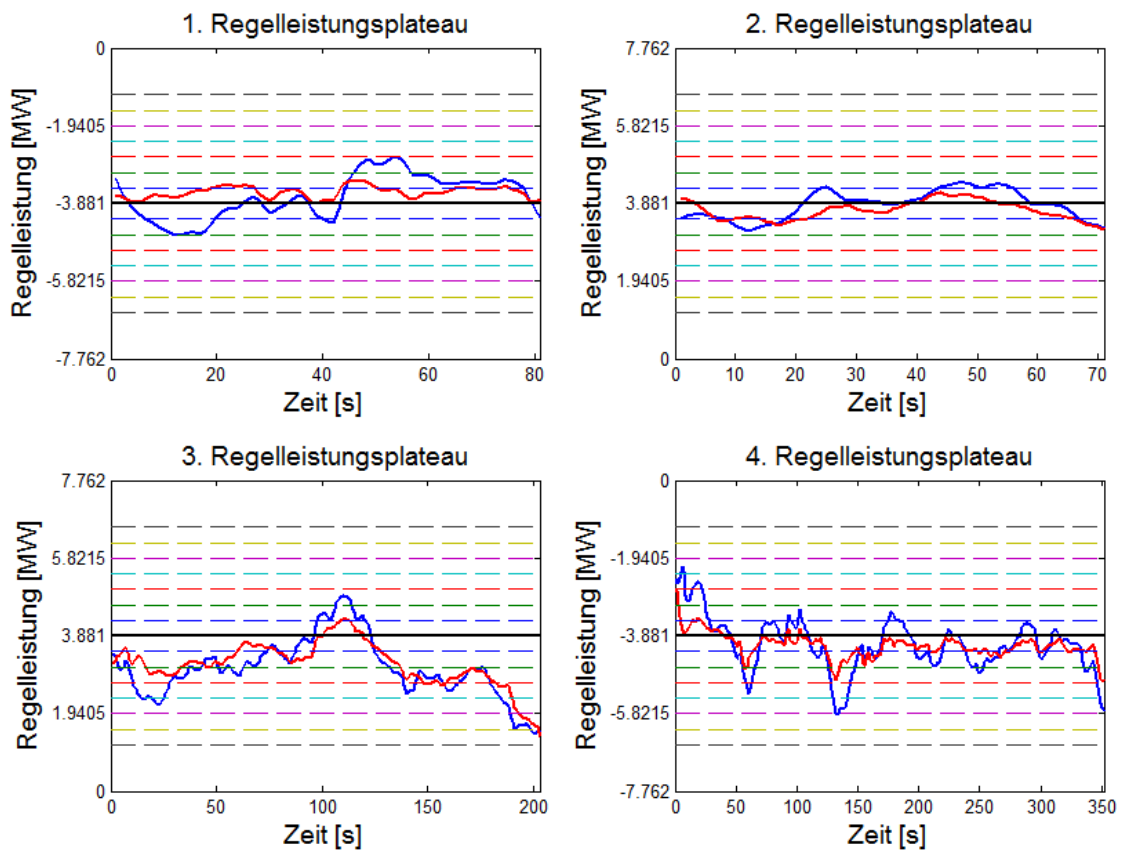 1. Regelleistungsplateau
Regelleistung [MW]
0
-1.9405
-3.881
-5.8215
-7.762
0 20 40 60 80
Zeit [s]
2. Regelleistungsplateau
Regelleistung [MW]
7.762
5.8215
3.881
1.9405
0
0 10 20 30 40 50 60 70
Zeit [s]
3. Regelleistungsplateau
Regelleistung [MW]
7.762
5.8215
3.881
1.9405
0
0 50 100 150 200
Zeit [s]
4. Regelleistungsplateau
Regelleistung [MW]
0
-1.9405
-3.881
-5.8215
-7.762
0 50 100 150 200 250 300 350
Zeit [s]